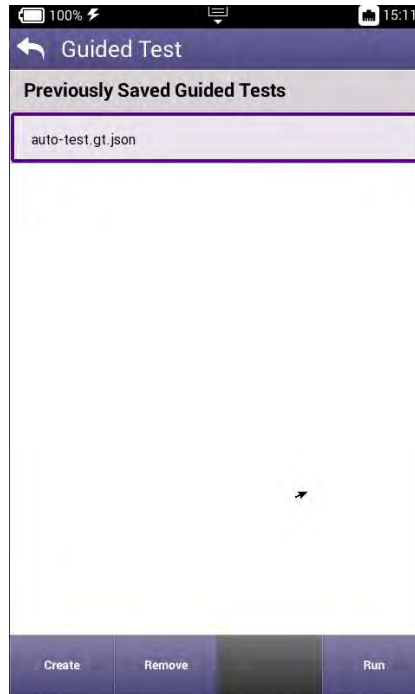 100% 15:11
Guided Test
Previously Saved Guided Tests
auto-test.gt.json
Create Remove Run